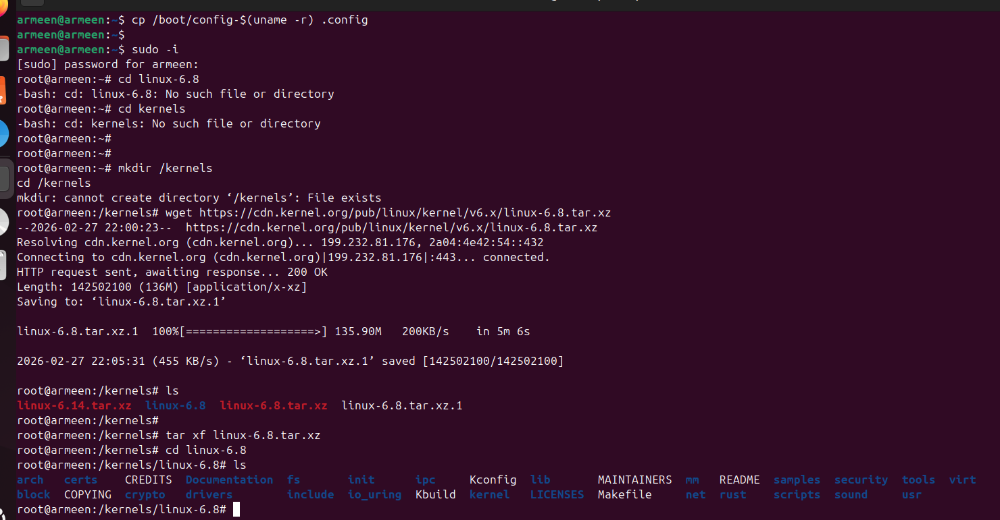 armeen@armeen:~$ cp /boot/config-$(uname -r) .config
armeen@armeen:~$
armeen@armeen:~$ sudo -i
[sudo] password for armeen:
root@armeen:~# cd linux-6.8
-bash: cd: linux-6.8: No such file or directory
root@armeen:~# cd kernels
-bash: cd: kernels: No such file or directory
root@armeen:~#
root@armeen:~#
root@armeen:~# mkdir /kernels
cd /kernels
mkdir: cannot create directory ‘/kernels’: File exists
root@armeen:/kernels# wget https://cdn.kernel.org/pub/linux/kernel/v6.x/linux-6.8.tar.xz
--2026-02-27 22:00:23--  https://cdn.kernel.org/pub/linux/kernel/v6.x/linux-6.8.tar.xz
Resolving cdn.kernel.org (cdn.kernel.org)... 199.232.81.176, 2a04:4e42:54::432
Connecting to cdn.kernel.org (cdn.kernel.org)|199.232.81.176|:443... connected.
HTTP request sent, awaiting response... 200 OK
Length: 142502100 (136M) [application/x-xz]
Saving to: ‘linux-6.8.tar.xz.1’
linux-6.8.tar.xz.1  100%[===================>] 135.90M   200KB/s    in 5m 6s
2026-02-27 22:05:31 (455 KB/s) - ‘linux-6.8.tar.xz.1’ saved [142502100/142502100]
root@armeen:/kernels# ls
linux-6.14.tar.xz  linux-6.8  linux-6.8.tar.xz  linux-6.8.tar.xz.1
root@armeen:/kernels#
root@armeen:/kernels# tar xf linux-6.8.tar.xz
root@armeen:/kernels# cd linux-6.8
root@armeen:/kernels/linux-6.8# ls
arch   certs    CREDITS  Documentation  fs       init      ipc     Kconfig  lib       MAINTAINERS  mm   README  samples  security  tools  virt
block  COPYING  crypto   drivers        include  io_uring  Kbuild  kernel   LICENSES  Makefile     net  rust    scripts  sound     usr
root@armeen:/kernels/linux-6.8#